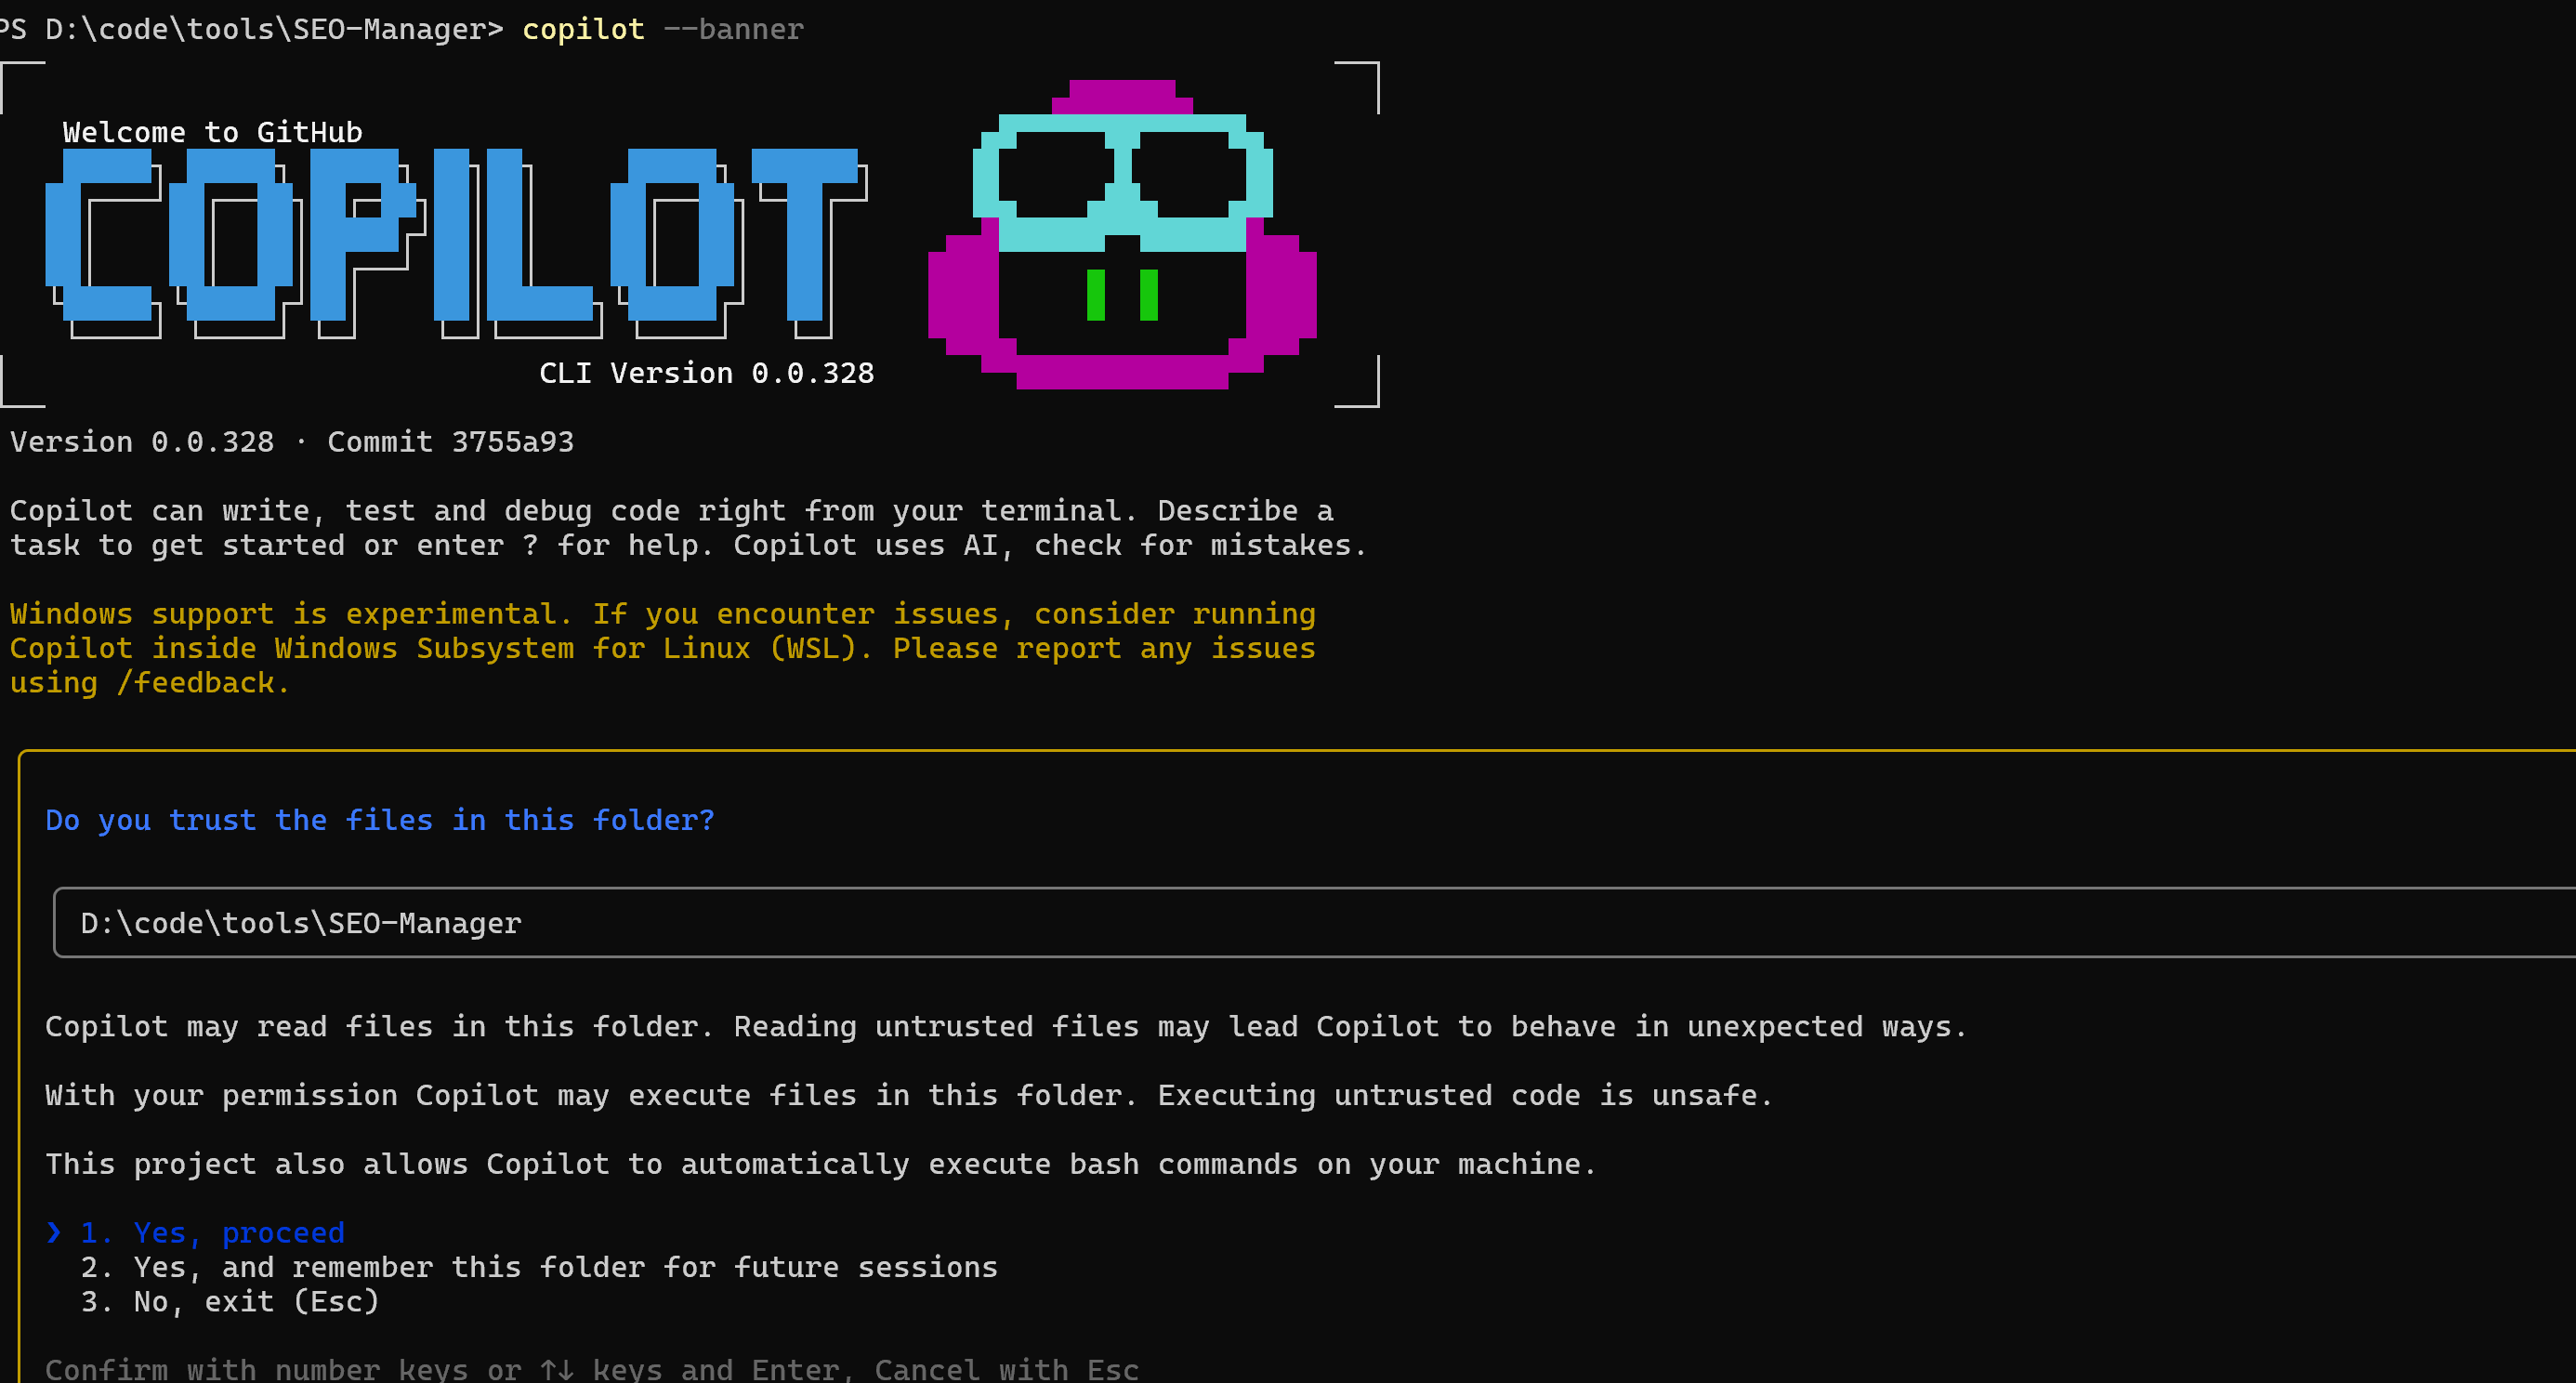 PS D:\code\tools\SEO-Manager> copilot --banner
Welcome to GitHub
COPILOT
CLI Version 0.0.328
Version 0.0.328 · Commit 3755a93
Copilot can write, test and debug code right from your terminal. Describe a
task to get started or enter ? for help. Copilot uses AI, check for mistakes.
Windows support is experimental. If you encounter issues, consider running
Copilot inside Windows Subsystem for Linux (WSL). Please report any issues
using /feedback.
Do you trust the files in this folder?
D:\code\tools\SEO-Manager
Copilot may read files in this folder. Reading untrusted files may lead Copilot to behave in unexpected ways.
With your permission Copilot may execute files in this folder. Executing untrusted code is unsafe.
This project also allows Copilot to automatically execute bash commands on your machine.
❯ 1. Yes, proceed
2. Yes, and remember this folder for future sessions
3. No, exit (Esc)
Confirm with number keys or ↑↓ keys and Enter, Cancel with Esc